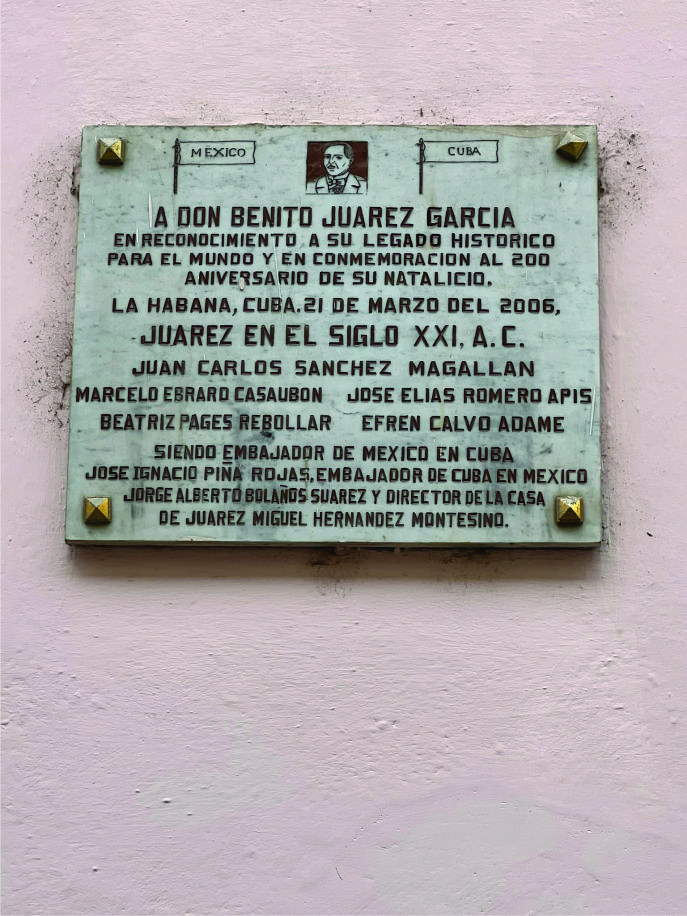 MEXICO
CUBA
A DON BENITO JUAREZ GARCIA
EN RECONOCIMIENTO A SU LEGADO HISTORICO
PARA EL MUNDO Y EN CONMEMORACION AL 200
ANIVERSARIO DE SU NATALICIO.
LA HABANA, CUBA. 21 DE MARZO DEL 2006,
JUAREZ EN EL SIGLO XXI, A.C.
JUAN CARLOS SANCHEZ MAGALLAN
MARCELO EBRARD CASAUBON JOSE ELIAS ROMERO APIS
BEATRIZ PAGES REBOLLAR EFREN CALVO ADAME
SIENDO EMBAJADOR DE MEXICO EN CUBA
JOSE IGNACIO PIÑA ROJAS, EMBAJADOR DE CUBA EN MEXICO
JORGE ALBERTO BOLAÑOS SUAREZ Y DIRECTOR DE LA CASA
DE JUAREZ MIGUEL HERNANDEZ MONTESINO.